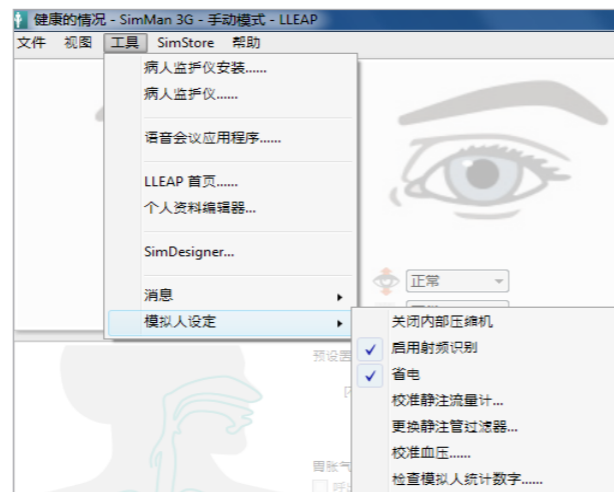 健康的情况 - SimMan 3G - 手动模式 - LLEAP
文件 视图 工具 SimStore 帮助
病人监护仪安装......
病人监护仪......
语音会议应用程序......
LLEAP 首页......
个人资料编辑器...
SimDesigner...
正常
消息
模拟人设定
关闭内部压缩机
预设
启用射频识别
省电
校准静注流量计...
更换静注管过滤器...
校准血压......
胃胀气
检查模拟人统计数字......